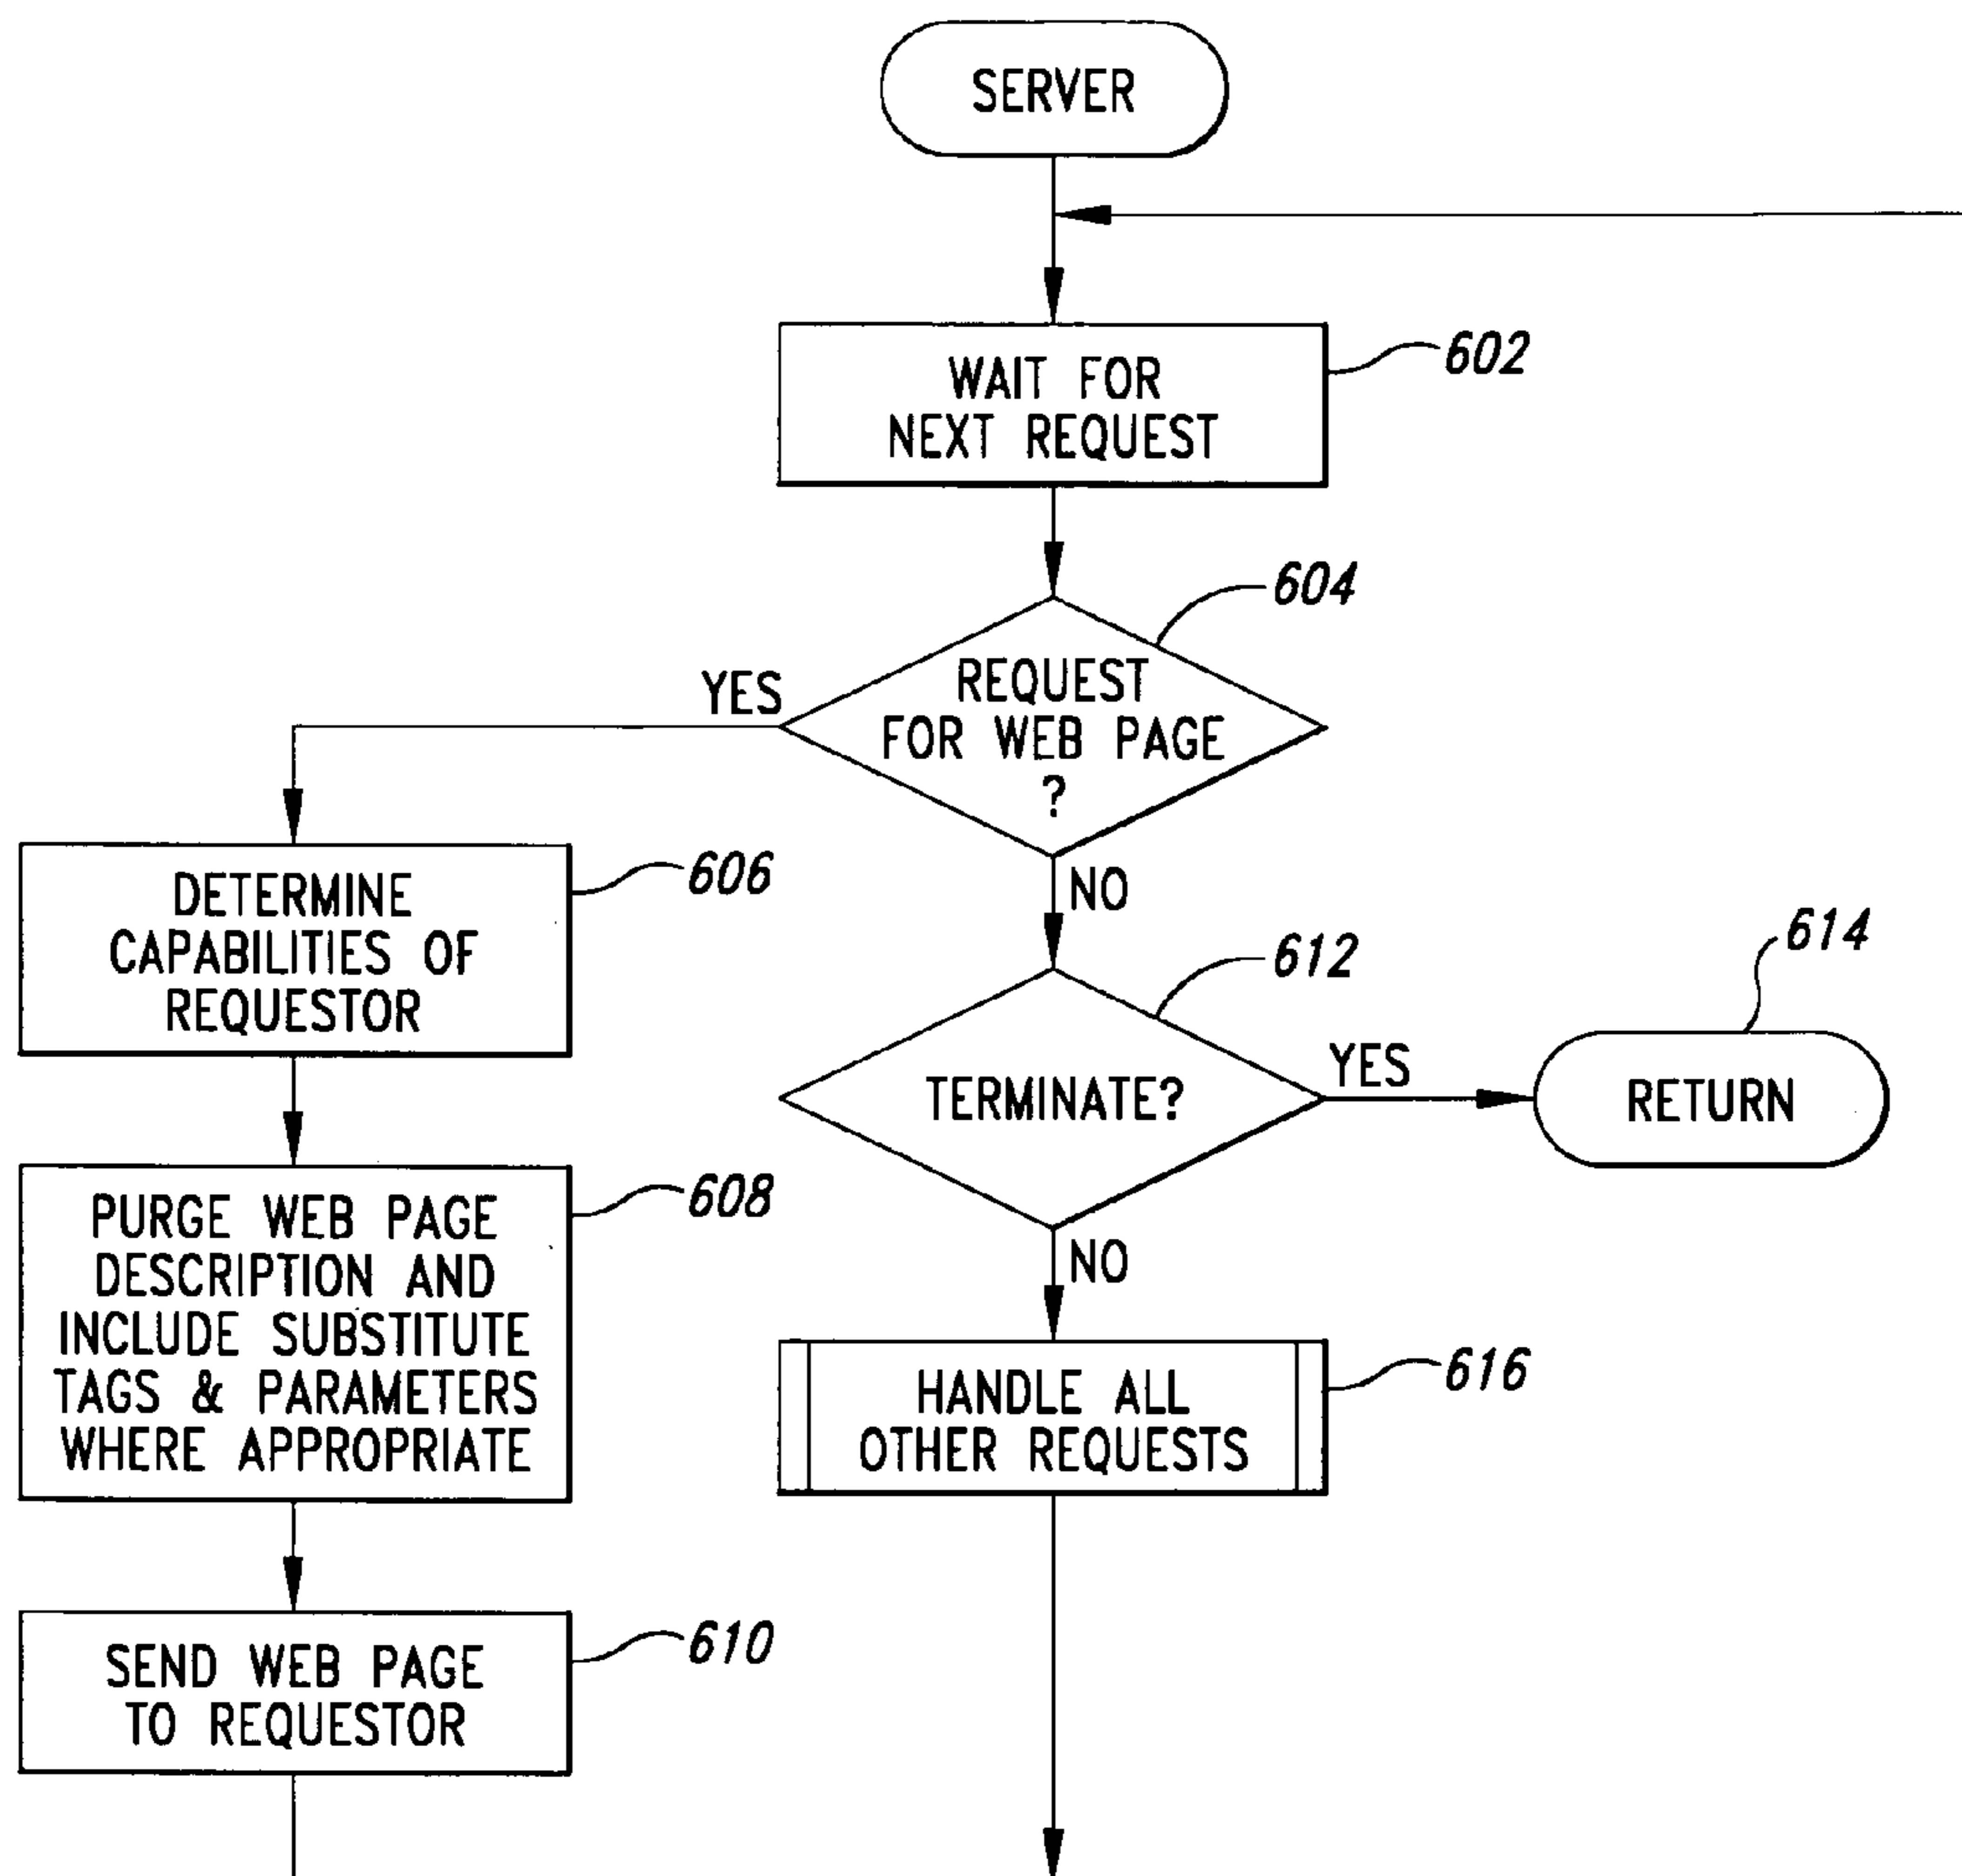 SERVER
WAIT FOR
NEXT REQUEST
602
604
REQUEST
FOR WEB PAGE
?
YES
NO
606
DETERMINE
CAPABILITIES OF
REQUESTOR
612
TERMINATE?
YES
614
RETURN
NO
608
PURGE WEB PAGE
DESCRIPTION AND
INCLUDE SUBSTITUTE
TAGS & PARAMETERS
WHERE APPROPRIATE
616
HANDLE ALL
OTHER REQUESTS
610
SEND WEB PAGE
TO REQUESTOR